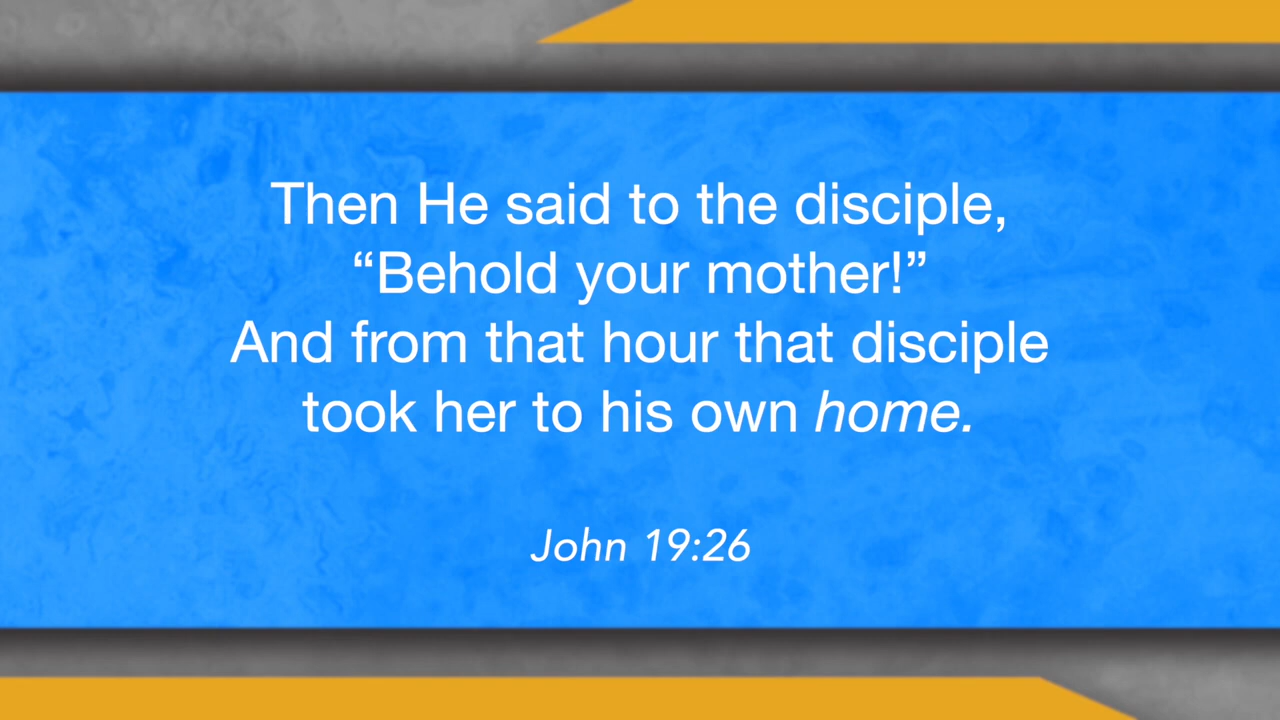 Then He said to the disciple,
“Behold your mother!”
And from that hour that disciple
took her to his own home.
John 19:26